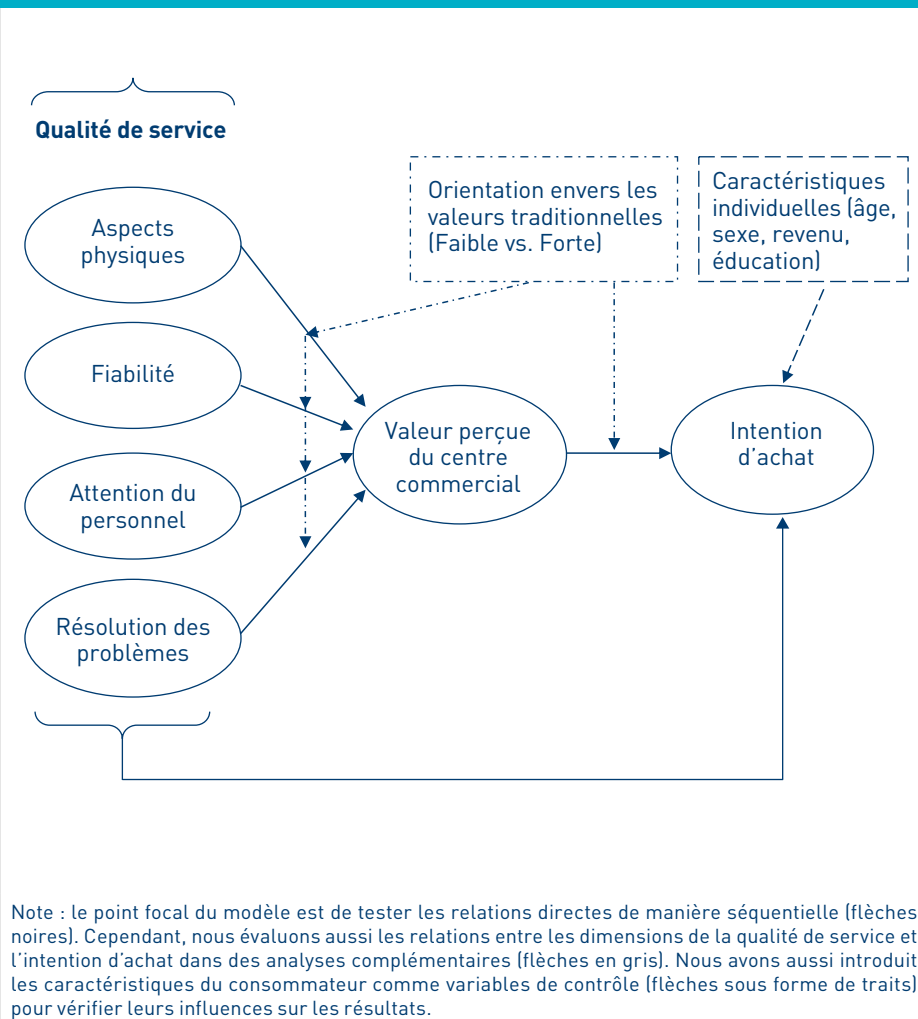 Qualité de service
Aspects
physiques
Fiabilité
Attention du
personnel
Résolution des
problèmes
Orientation envers les
valeurs traditionnelles
(Faible vs. Forte)
Caractéristiques
individuelles (âge,
sexe, revenu,
éducation)
Valeur perçue
du centre
commercial
Intention
d'achat
Note : le point focal du modèle est de tester les relations directes de manière séquentielle (flèches
noires). Cependant, nous évaluons aussi les relations entre les dimensions de la qualité de service et
l'intention d'achat dans des analyses complémentaires (flèches en gris). Nous avons aussi introduit
les caractéristiques du consommateur comme variables de contrôle (flèches sous forme de traits)
pour vérifier leurs influences sur les résultats.